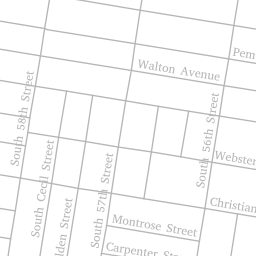 Walton Avenue
South 58th Street
South 56th Street
Webster
South Cecil Street
South 57th Street
Christian
Montrose Street
Carpenter